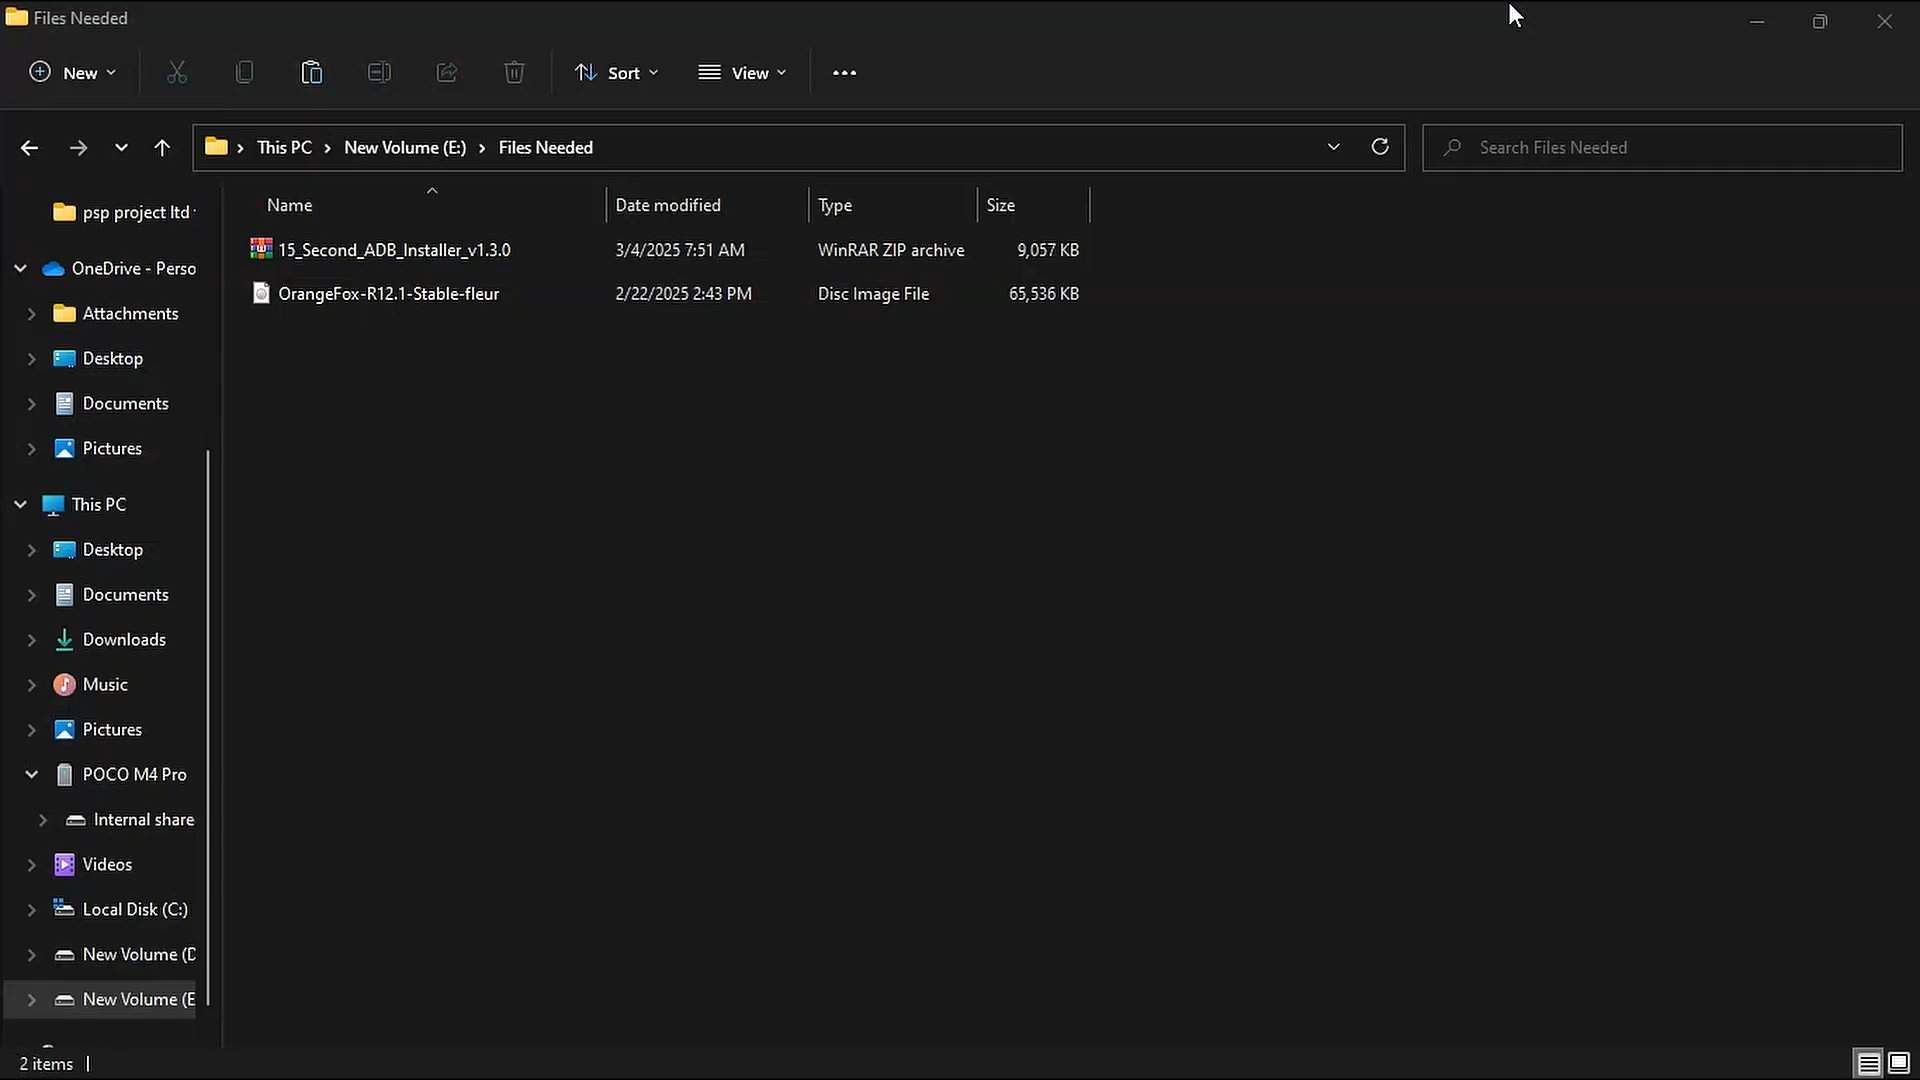 Files Needed
New
Sort
View
This PC
New Volume (E:)
Files Needed
Search Files Needed
Name
Date modified
Type
Size
15_Second_ADB_Installer_v1.3.0
3/4/2025 7:51 AM
WinRAR ZIP archive
9,057 KB
OrangeFox-R12.1-Stable-fleur
2/22/2025 2:43 PM
Disc Image File
65,536 KB
psp project ltd
OneDrive - Perso
Attachments
Desktop
Documents
Pictures
This PC
Desktop
Documents
Downloads
Music
Pictures
POCO M4 Pro
Internal share
Videos
Local Disk (C:)
New Volume (D
New Volume (E
2 items